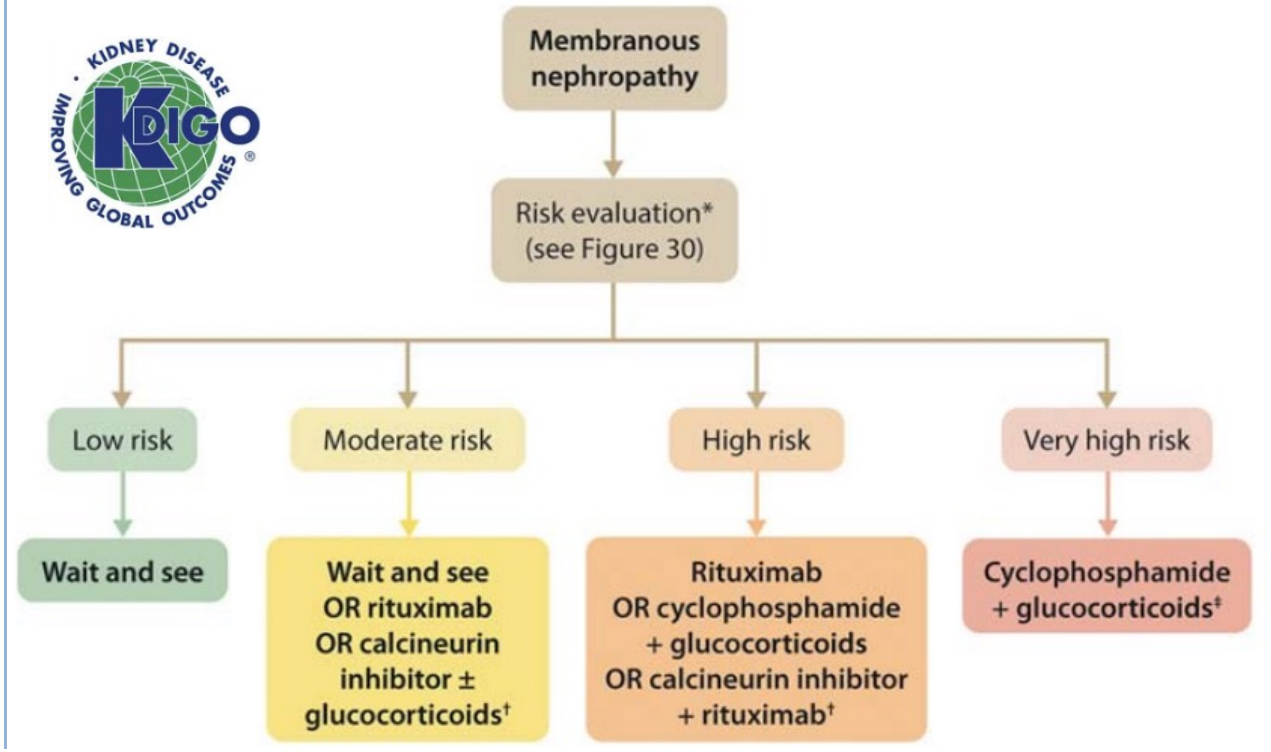 KIDNEY DISEASE
IMPROVING GLOBAL OUTCOMES
KDIGO
®
Membranous
nephropathy
Risk evaluation*
(see Figure 30)
Low risk
Moderate risk
High risk
Very high risk
Wait and see
Wait and see
OR rituximab
OR calcineurin
inhibitor ±
glucocorticoids†
Rituximab
OR cyclophosphamide
+ glucocorticoids
OR calcineurin inhibitor
+ rituximab†
Cyclophosphamide
+ glucocorticoids‡